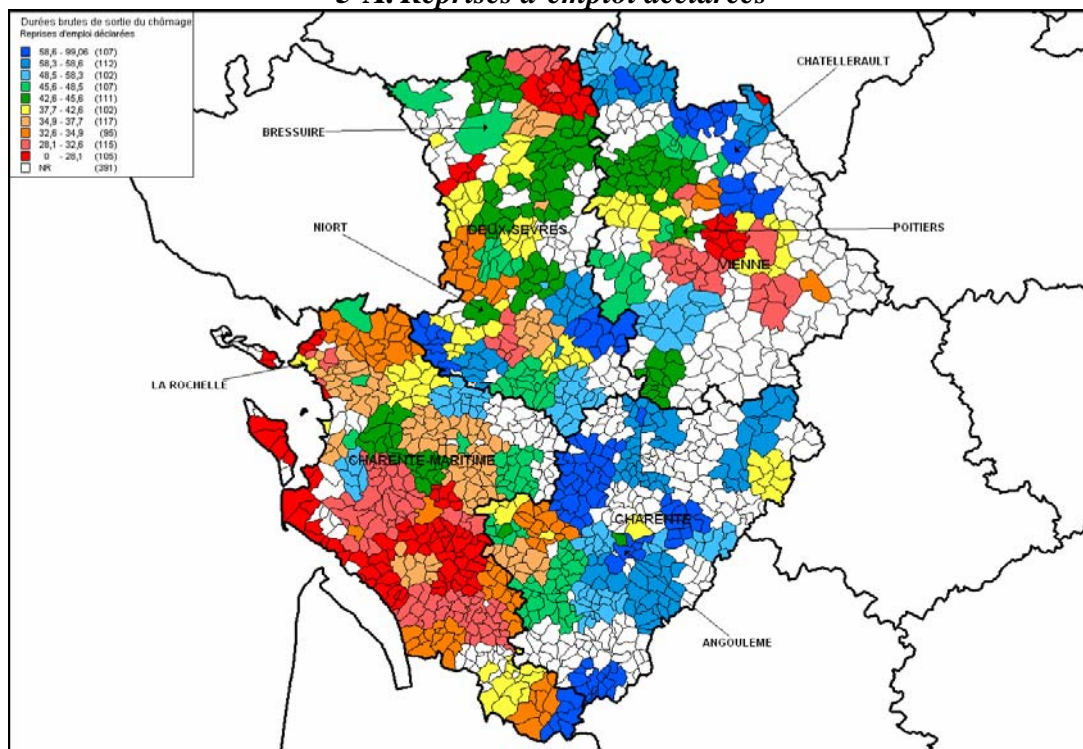 3-A. Reprises d'emploi déclarées
Durées brutes de sortie du chômage
Reprises d'emploi déclarées
58,6 - 99,06 (107)
58,3 - 58,6 (112)
48,5 - 58,3 (102)
45,6 - 48,5 (107)
42,6 - 45,6 (111)
37,7 - 42,6 (102)
34,9 - 37,7 (117)
32,6 - 34,9 (95)
28,1 - 32,6 (115)
0 - 28,1 (105)
NR (391)
CHATELLERAULT
BRESSUIRE
NIORT
DEUX-SEVRES
POITIERS
VIENNE
LA ROCHELLE
CHARENTE-MARITIME
CHARENTE
ANGOULEME